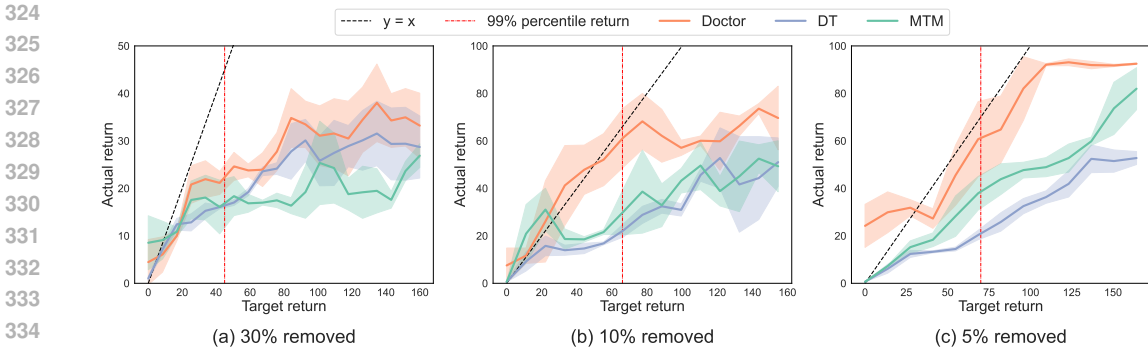 324
325
326
327
328
329
330
331
332
333
334
y = x 99% percentile return Doctor DT MTM
Actual return
50
40
30
20
10
0
0 20 40 60 80 100 120 140 160
Target return
(a) 30% removed
Actual return
100
80
60
40
20
0
0 20 40 60 80 100 120 140 160
Target return
(b) 10% removed
Actual return
100
80
60
40
20
0
0 25 50 75 100 125 150
Target return
(c) 5% removed